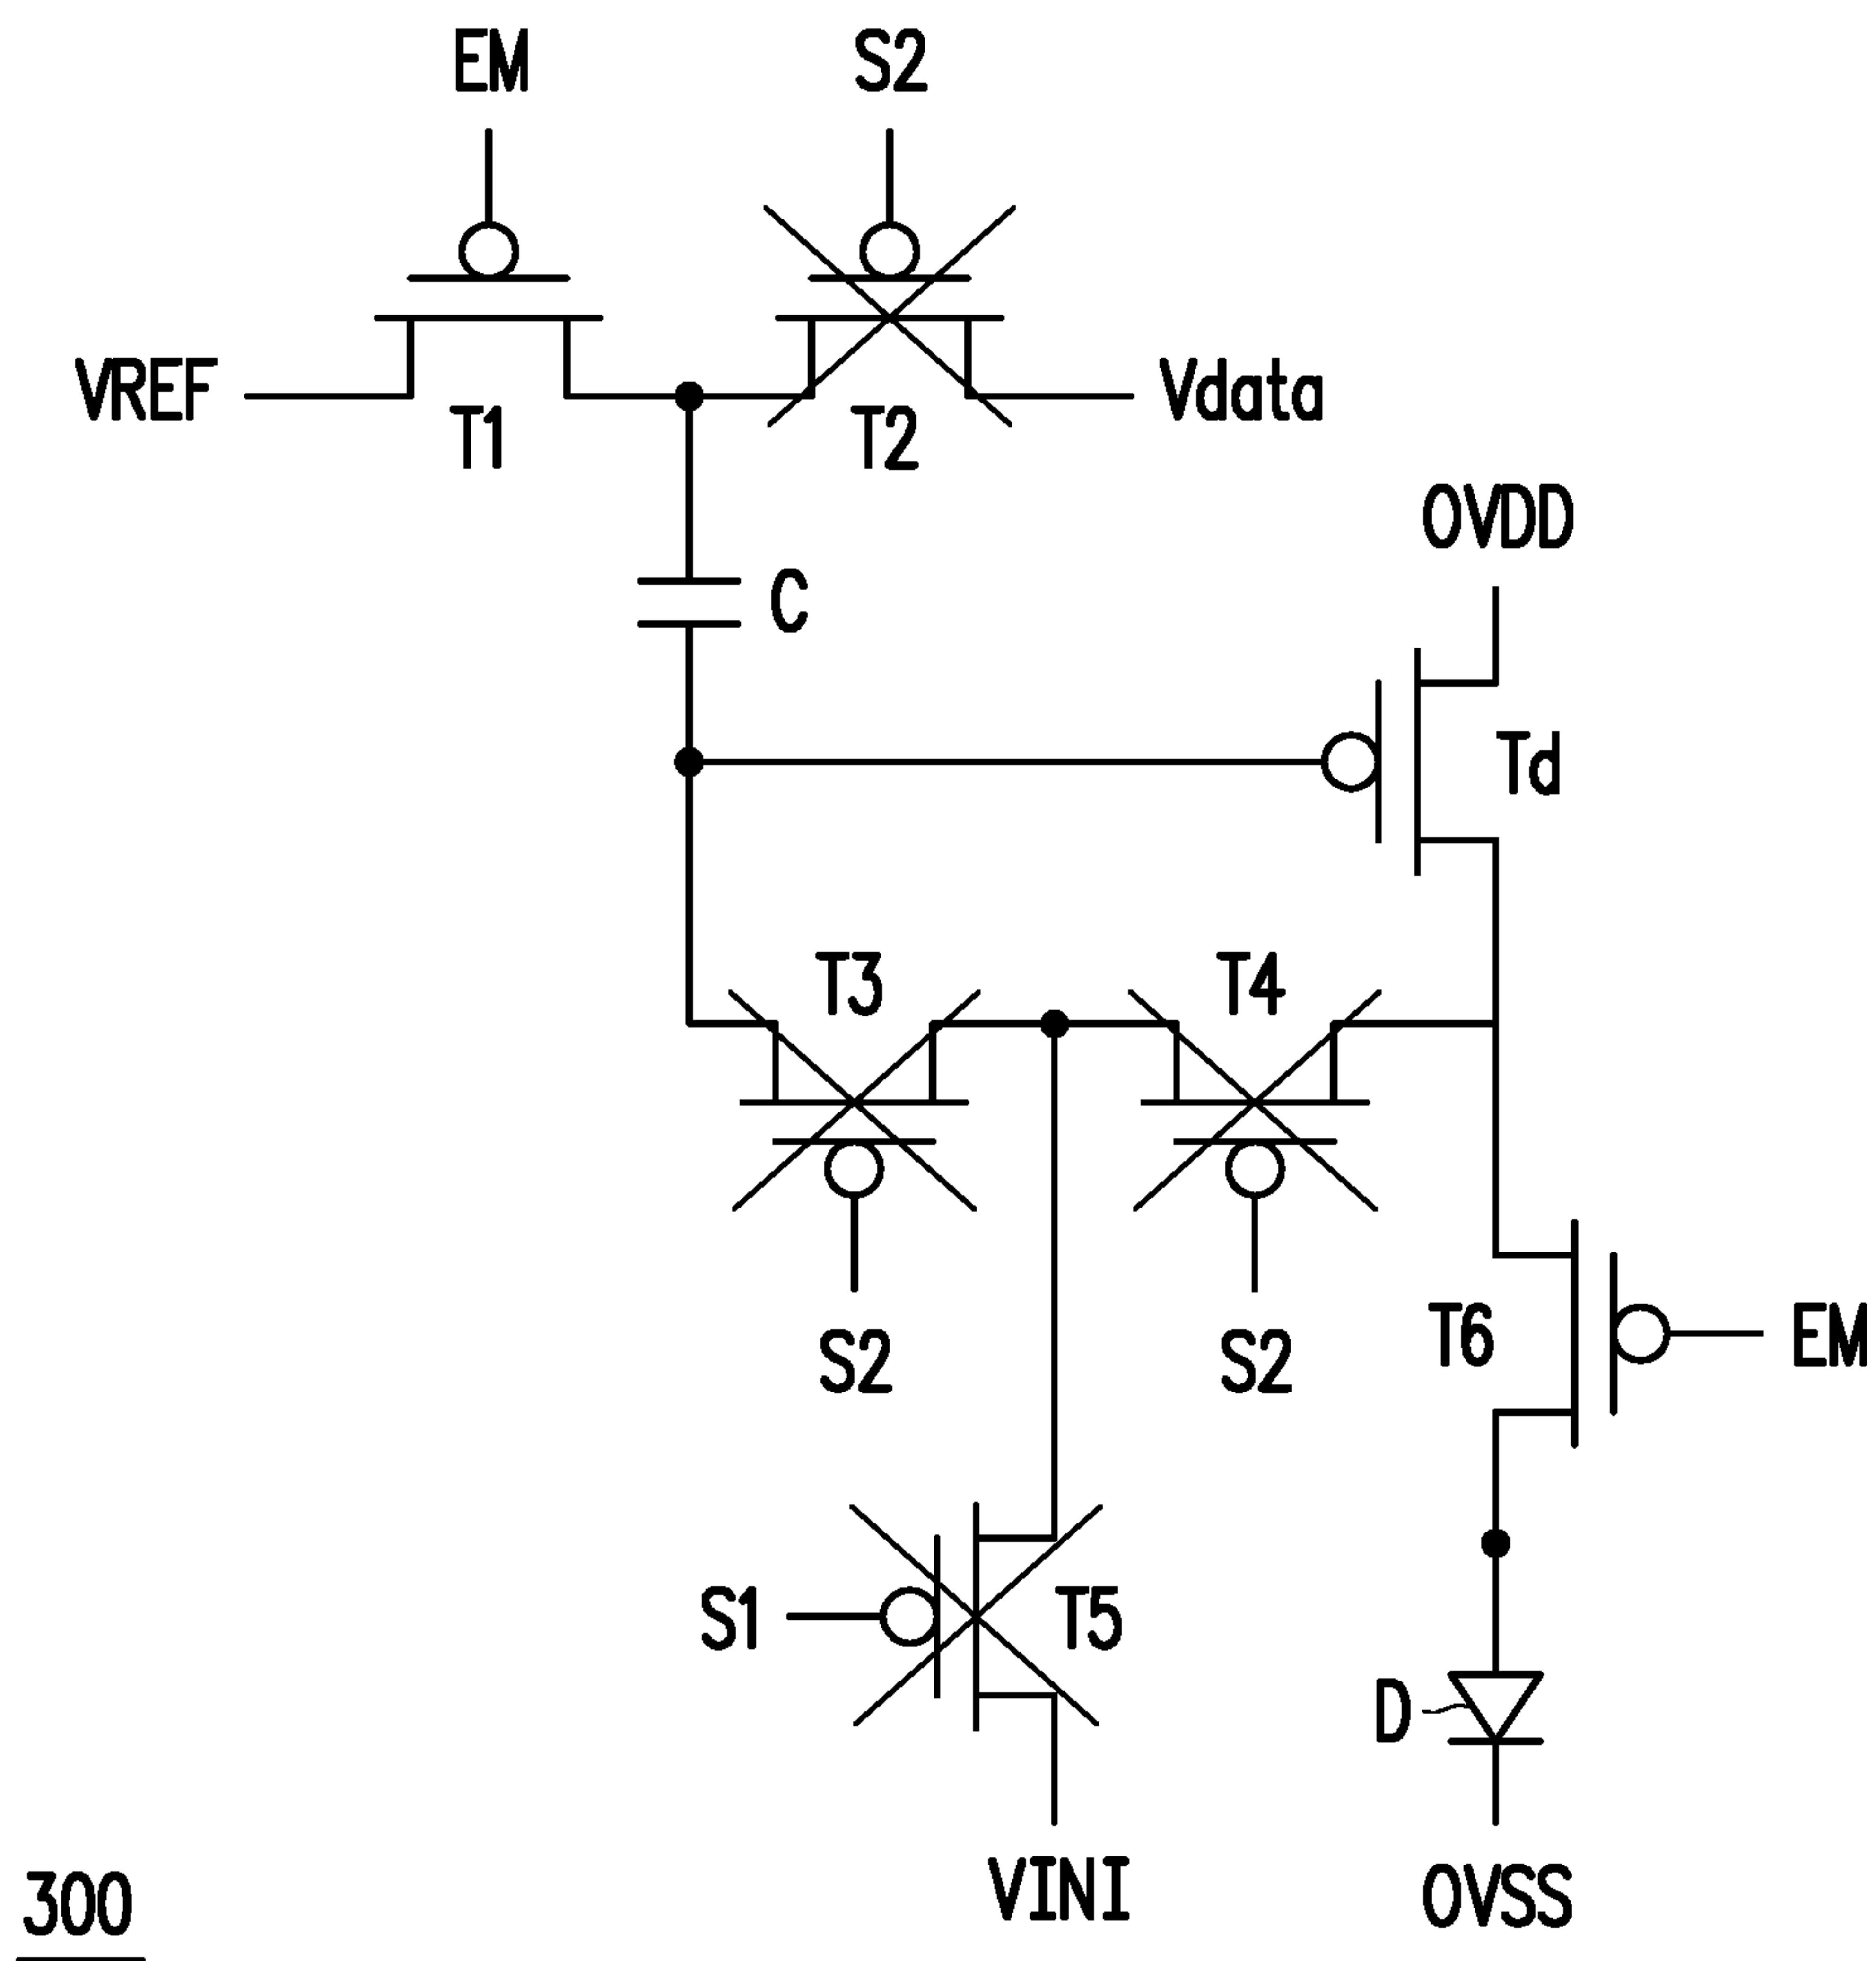 EM
S2
VREF
T1
T2
Vdata
OVDD
C
Td
T3
T4
S2
S2
T6
EM
S1
T5
D
VINI
OVSS
300